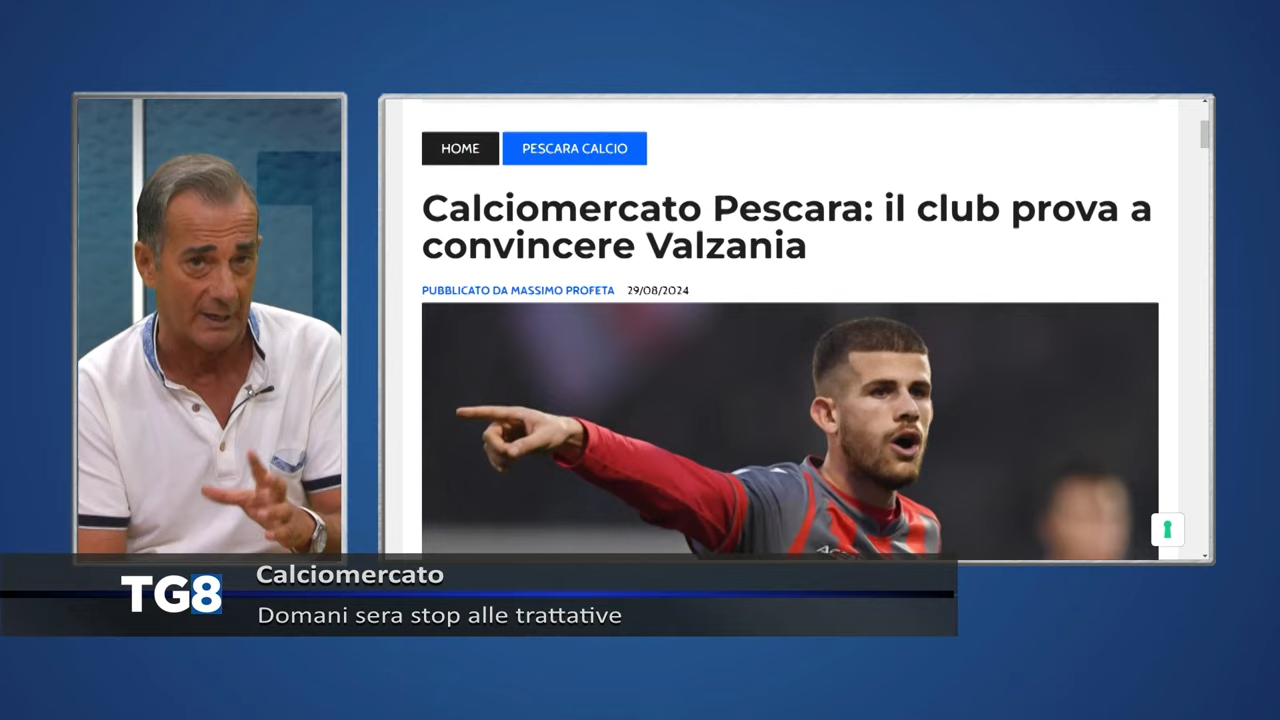 HOME
PESCARA CALCIO
Calciomercato Pescara: il club prova a
convincere Valzania
PUBBLICATO DA MASSIMO PROFETA 29/08/2024
Calciomercato
TG8
Domani sera stop alle trattative